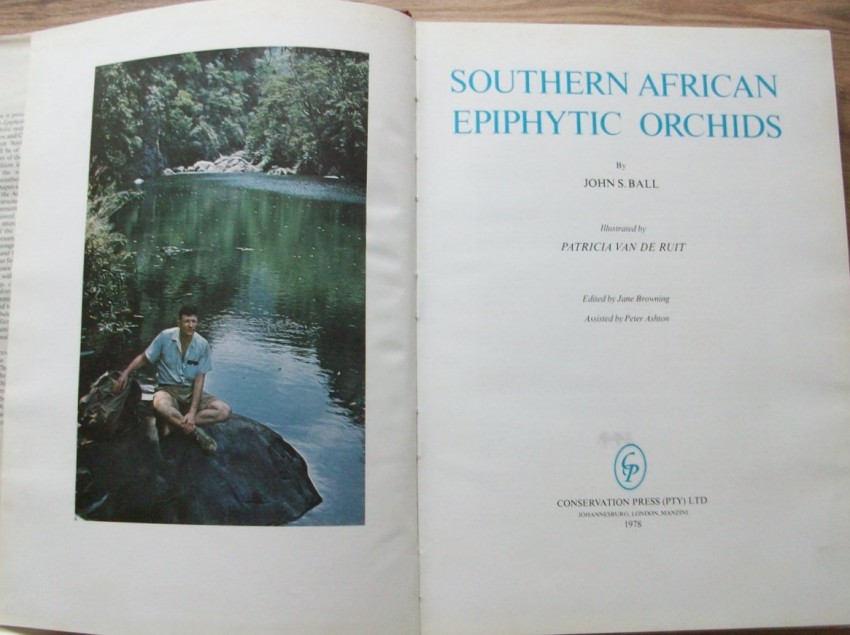 SOUTHERN AFRICAN
EPIPHYTIC ORCHIDS
By
JOHN S. BALL
Illustrated by
PATRICIA VAN DE RUIT
Edited by Jane Browning
Assisted by Peter Ashton
CP
CONSERVATION PRESS (PTY) LTD
JOHANNESBURG, LONDON, MANZINI
1978